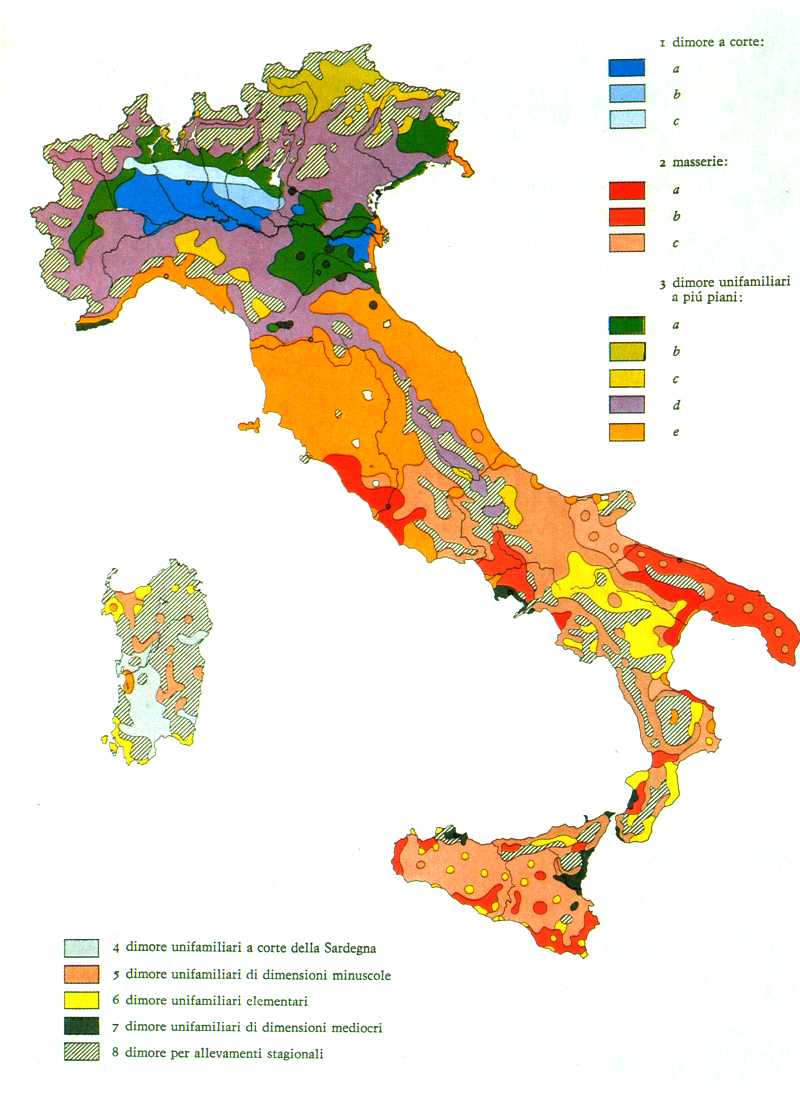 1 dimore a corte:
a
b
c
2 masserie:
a
b
c
3 dimore unifamiliari
a piú piani:
a
b
c
d
e
4 dimore unifamiliari a corte della Sardegna
5 dimore unifamiliari di dimensioni minuscole
6 dimore unifamiliari elementari
7 dimore unifamiliari di dimensioni mediocri
8 dimore per allevamenti stagionali